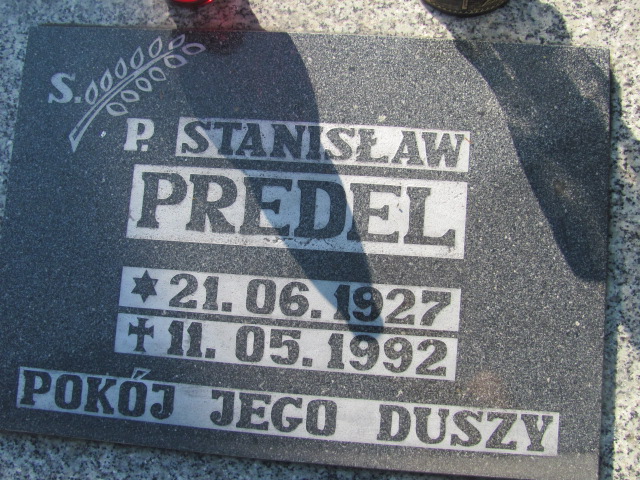 S.
P. STANISŁAW
PREDEL
✶ 21. 06. 1927
✝ 11. 05. 1992
POKÓJ JEGO DUSZY